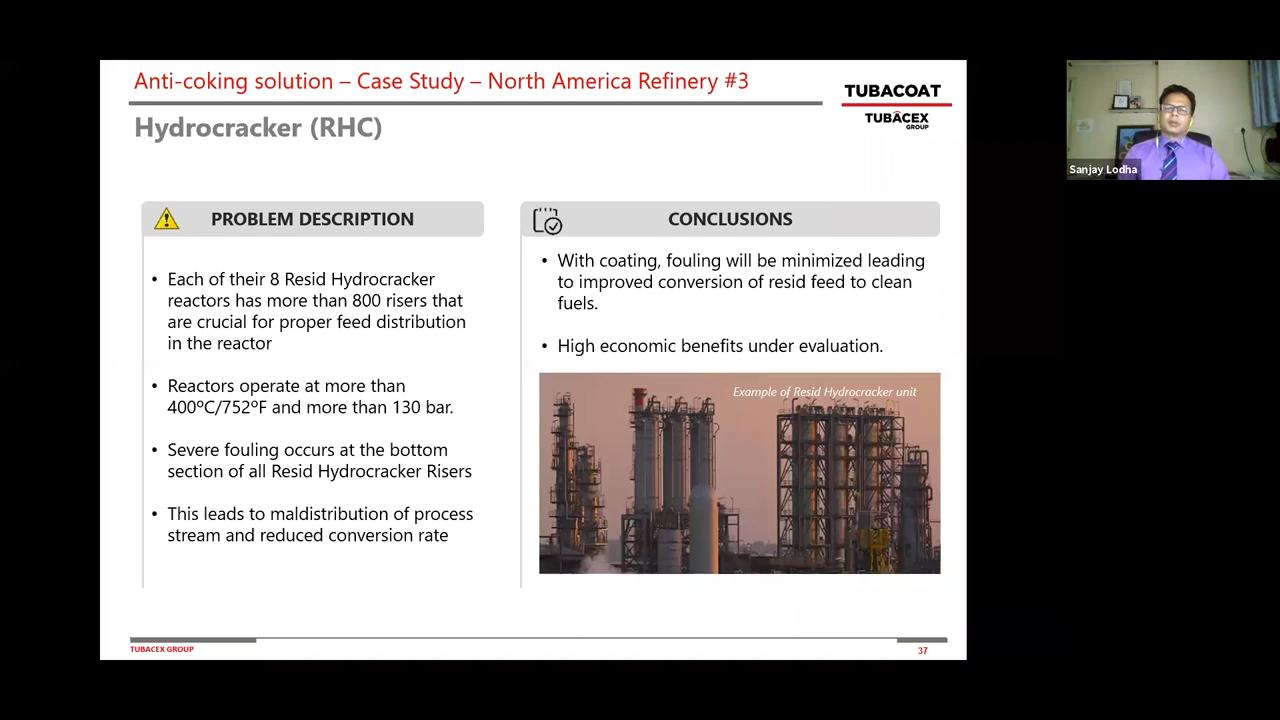 Anti-coking solution – Case Study – North America Refinery #3
TUBACOAT
TUBACEX
GROUP
Hydrocracker (RHC)
PROBLEM DESCRIPTION
• Each of their 8 Resid Hydrocracker
reactors has more than 800 risers that
are crucial for proper feed distribution
in the reactor
• Reactors operate at more than
400ºC/752ºF and more than 130 bar.
• Severe fouling occurs at the bottom
section of all Resid Hydrocracker Risers
• This leads to maldistribution of process
stream and reduced conversion rate
CONCLUSIONS
• With coating, fouling will be minimized leading
to improved conversion of resid feed to clean
fuels.
• High economic benefits under evaluation.
Example of Resid Hydrocracker unit
TUBACEX GROUP
37
Sanjay Lodha